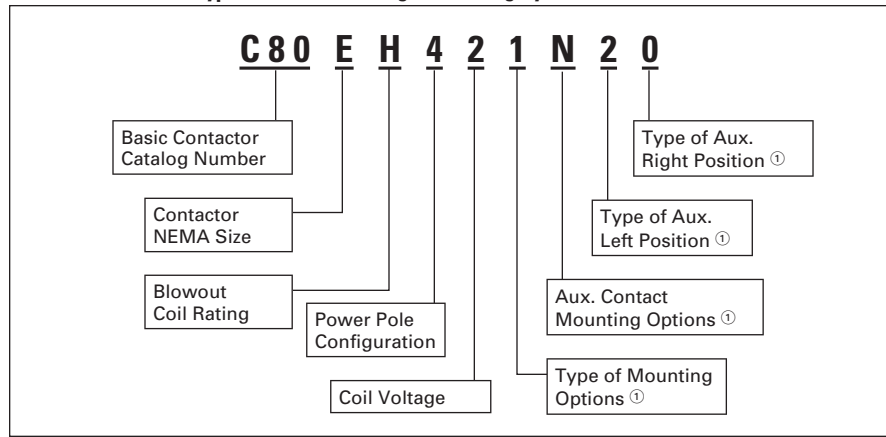 C80 E H 4 2 1 N 2 0
Basic Contactor
Catalog Number
Type of Aux.
Right Position ①
Contactor
NEMA Size
Type of Aux.
Left Position ①
Blowout
Coil Rating
Power Pole
Configuration
Aux. Contact
Mounting Options ①
Coil Voltage
Type of Mounting
Options ①